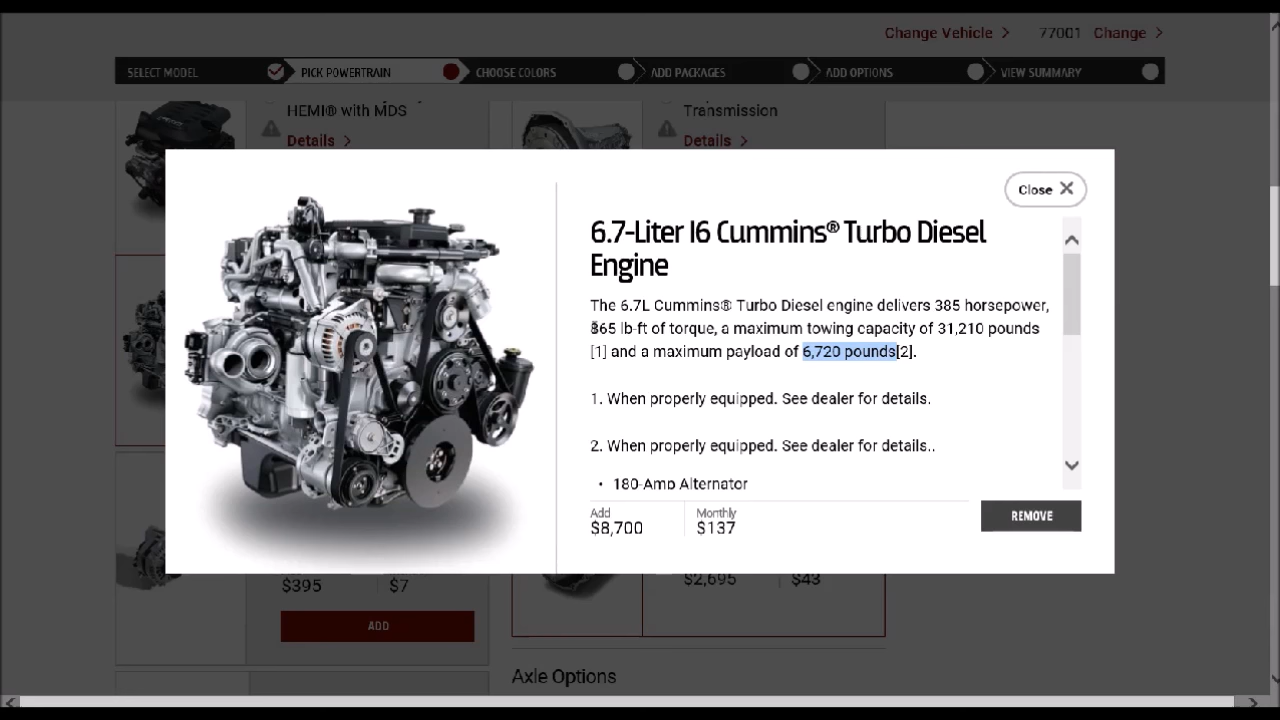 Change Vehicle
77001 Change
SELECT MODEL
PICK POWERTRAIN
CHOOSE COLORS
ADD PACKAGES
ADD OPTIONS
VIEW SUMMARY
HEMI® with MDS
Details
Transmission
Details
Close
6.7-Liter I6 Cummins® Turbo Diesel
Engine
The 6.7L Cummins® Turbo Diesel engine delivers 385 horsepower,
865 lb-ft of torque, a maximum towing capacity of 31,210 pounds
[1] and a maximum payload of 6,720 pounds[2].
1. When properly equipped. See dealer for details.
2. When properly equipped. See dealer for details..
• 180-Amp Alternator
Add
$8,700
Monthly
$137
REMOVE
$395
$7
ADD
$2,695
$43
Axle Options